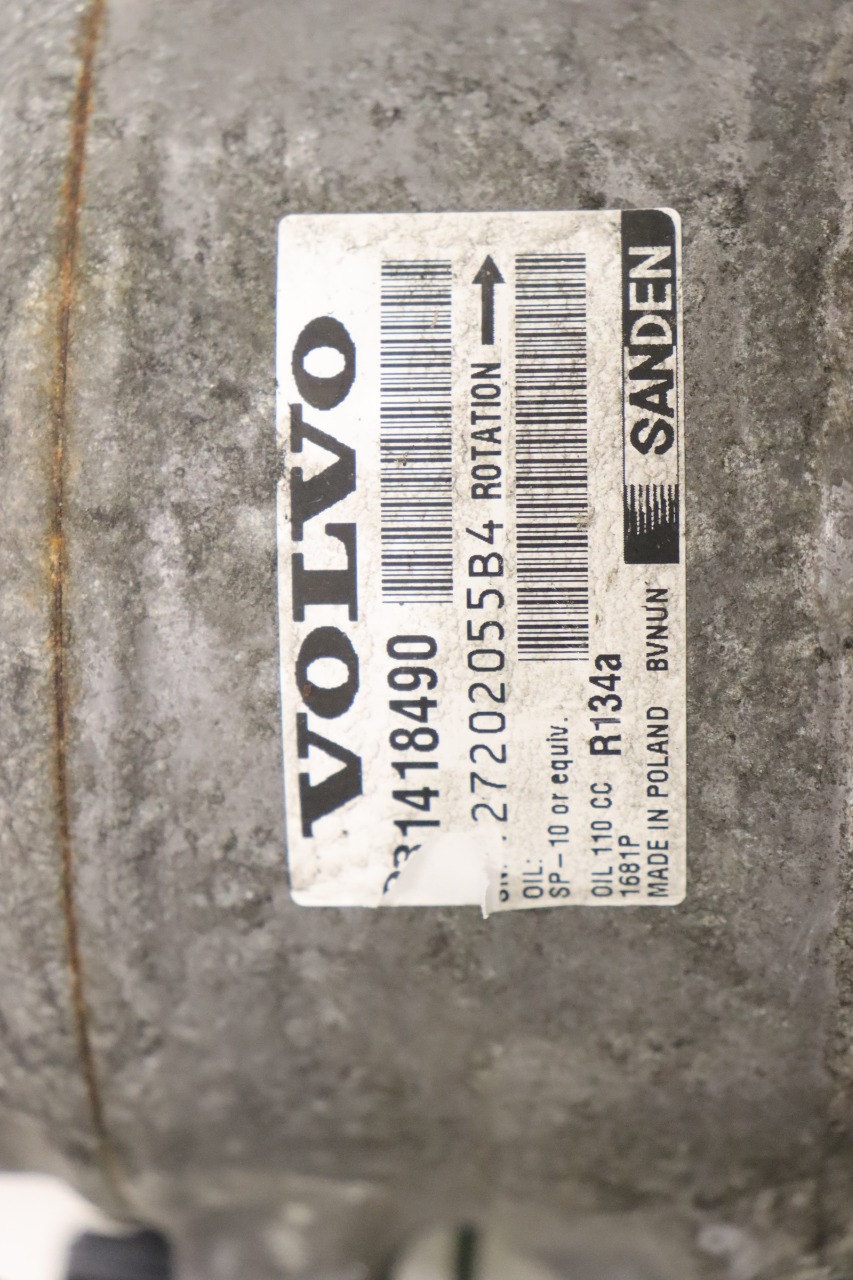 VOLVO
31418490
27202055B4 ROTATION
OIL:
SP-10 or equiv.
OIL 110 CC R134a
1681P
MADE IN POLAND BVNUN
SANDEN